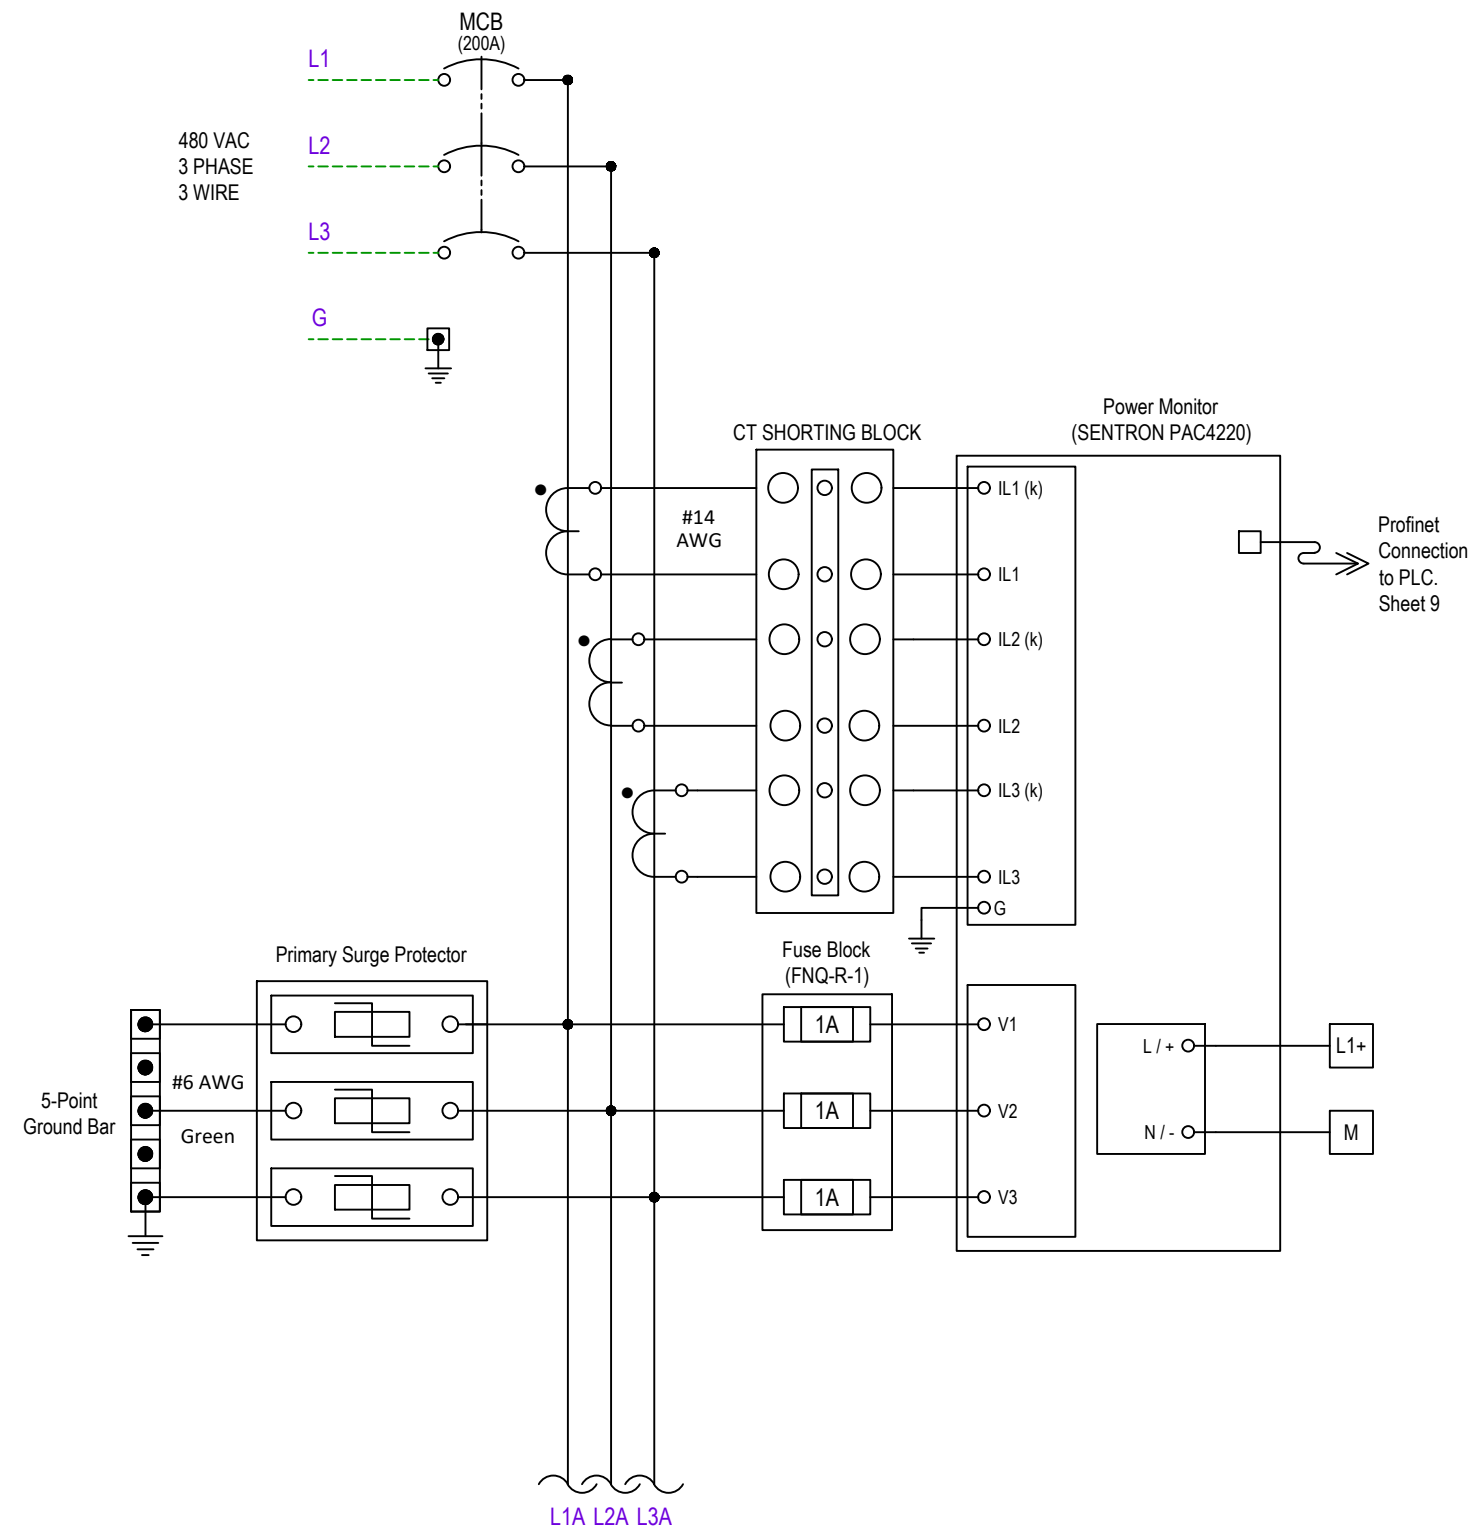 MCB
(200A)
L1
L2
480 VAC
3 PHASE
3 WIRE
L3
G
Power Monitor
(SENTRON PAC4220)
CT SHORTING BLOCK
IL1 (k)
#14
AWG
Profinet
Connection
to PLC.
Sheet 9
IL1
IL2 (k)
IL2
IL3 (k)
IL3
G
Primary Surge Protector
Fuse Block
(FNQ-R-1)
1A
V1
L / +
L1+
#6 AWG
5-Point
Ground Bar
Green
1A
V2
N / -
M
1A
V3
L1A L2A L3A